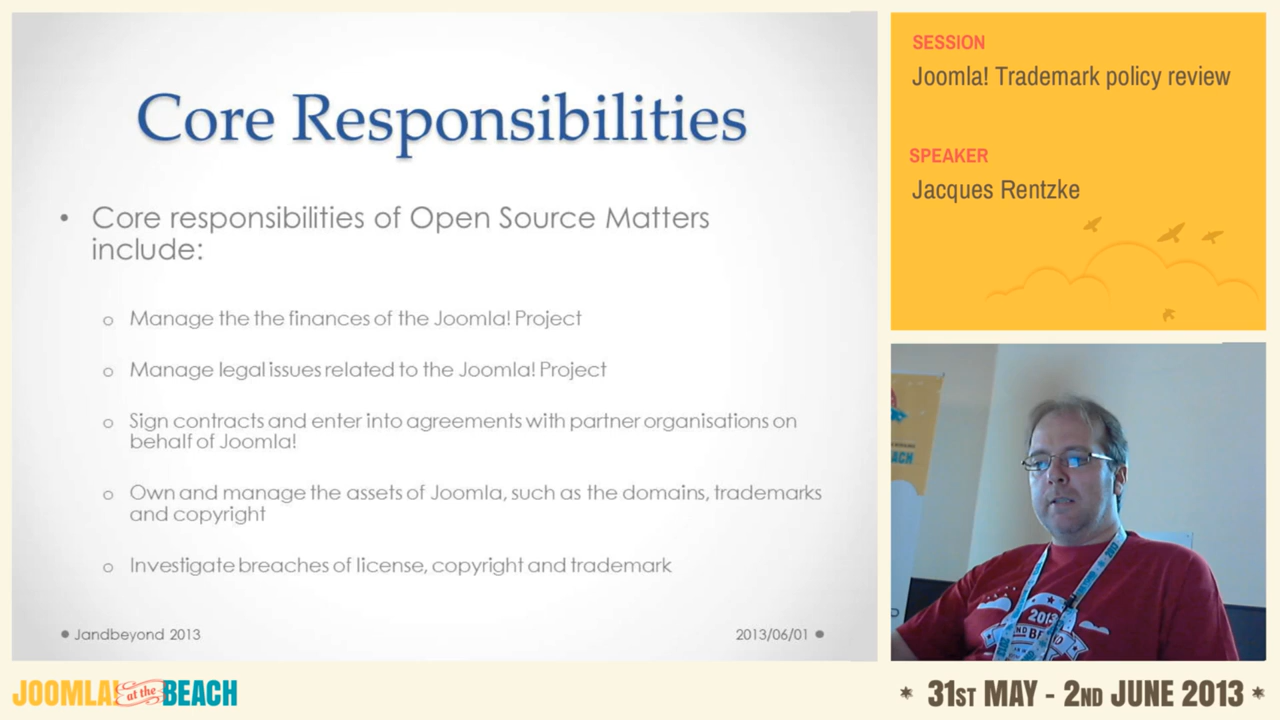 Core Responsibilities
• Core responsibilities of Open Source Matters
include:
o Manage the the finances of the Joomla! Project
o Manage legal issues related to the Joomla! Project
o Sign contracts and enter into agreements with partner organisations on
behalf of Joomla!
o Own and manage the assets of Joomla, such as the domains, trademarks
and copyright
o Investigate breaches of license, copyright and trademark
Jandbeyond 2013
2013/06/01
SESSION
Joomla! Trademark policy review
SPEAKER
Jacques Rentzke
ACH
2013
JOOMLA! at the BEACH
* 31ST MAY - 2ND JUNE 2013 *